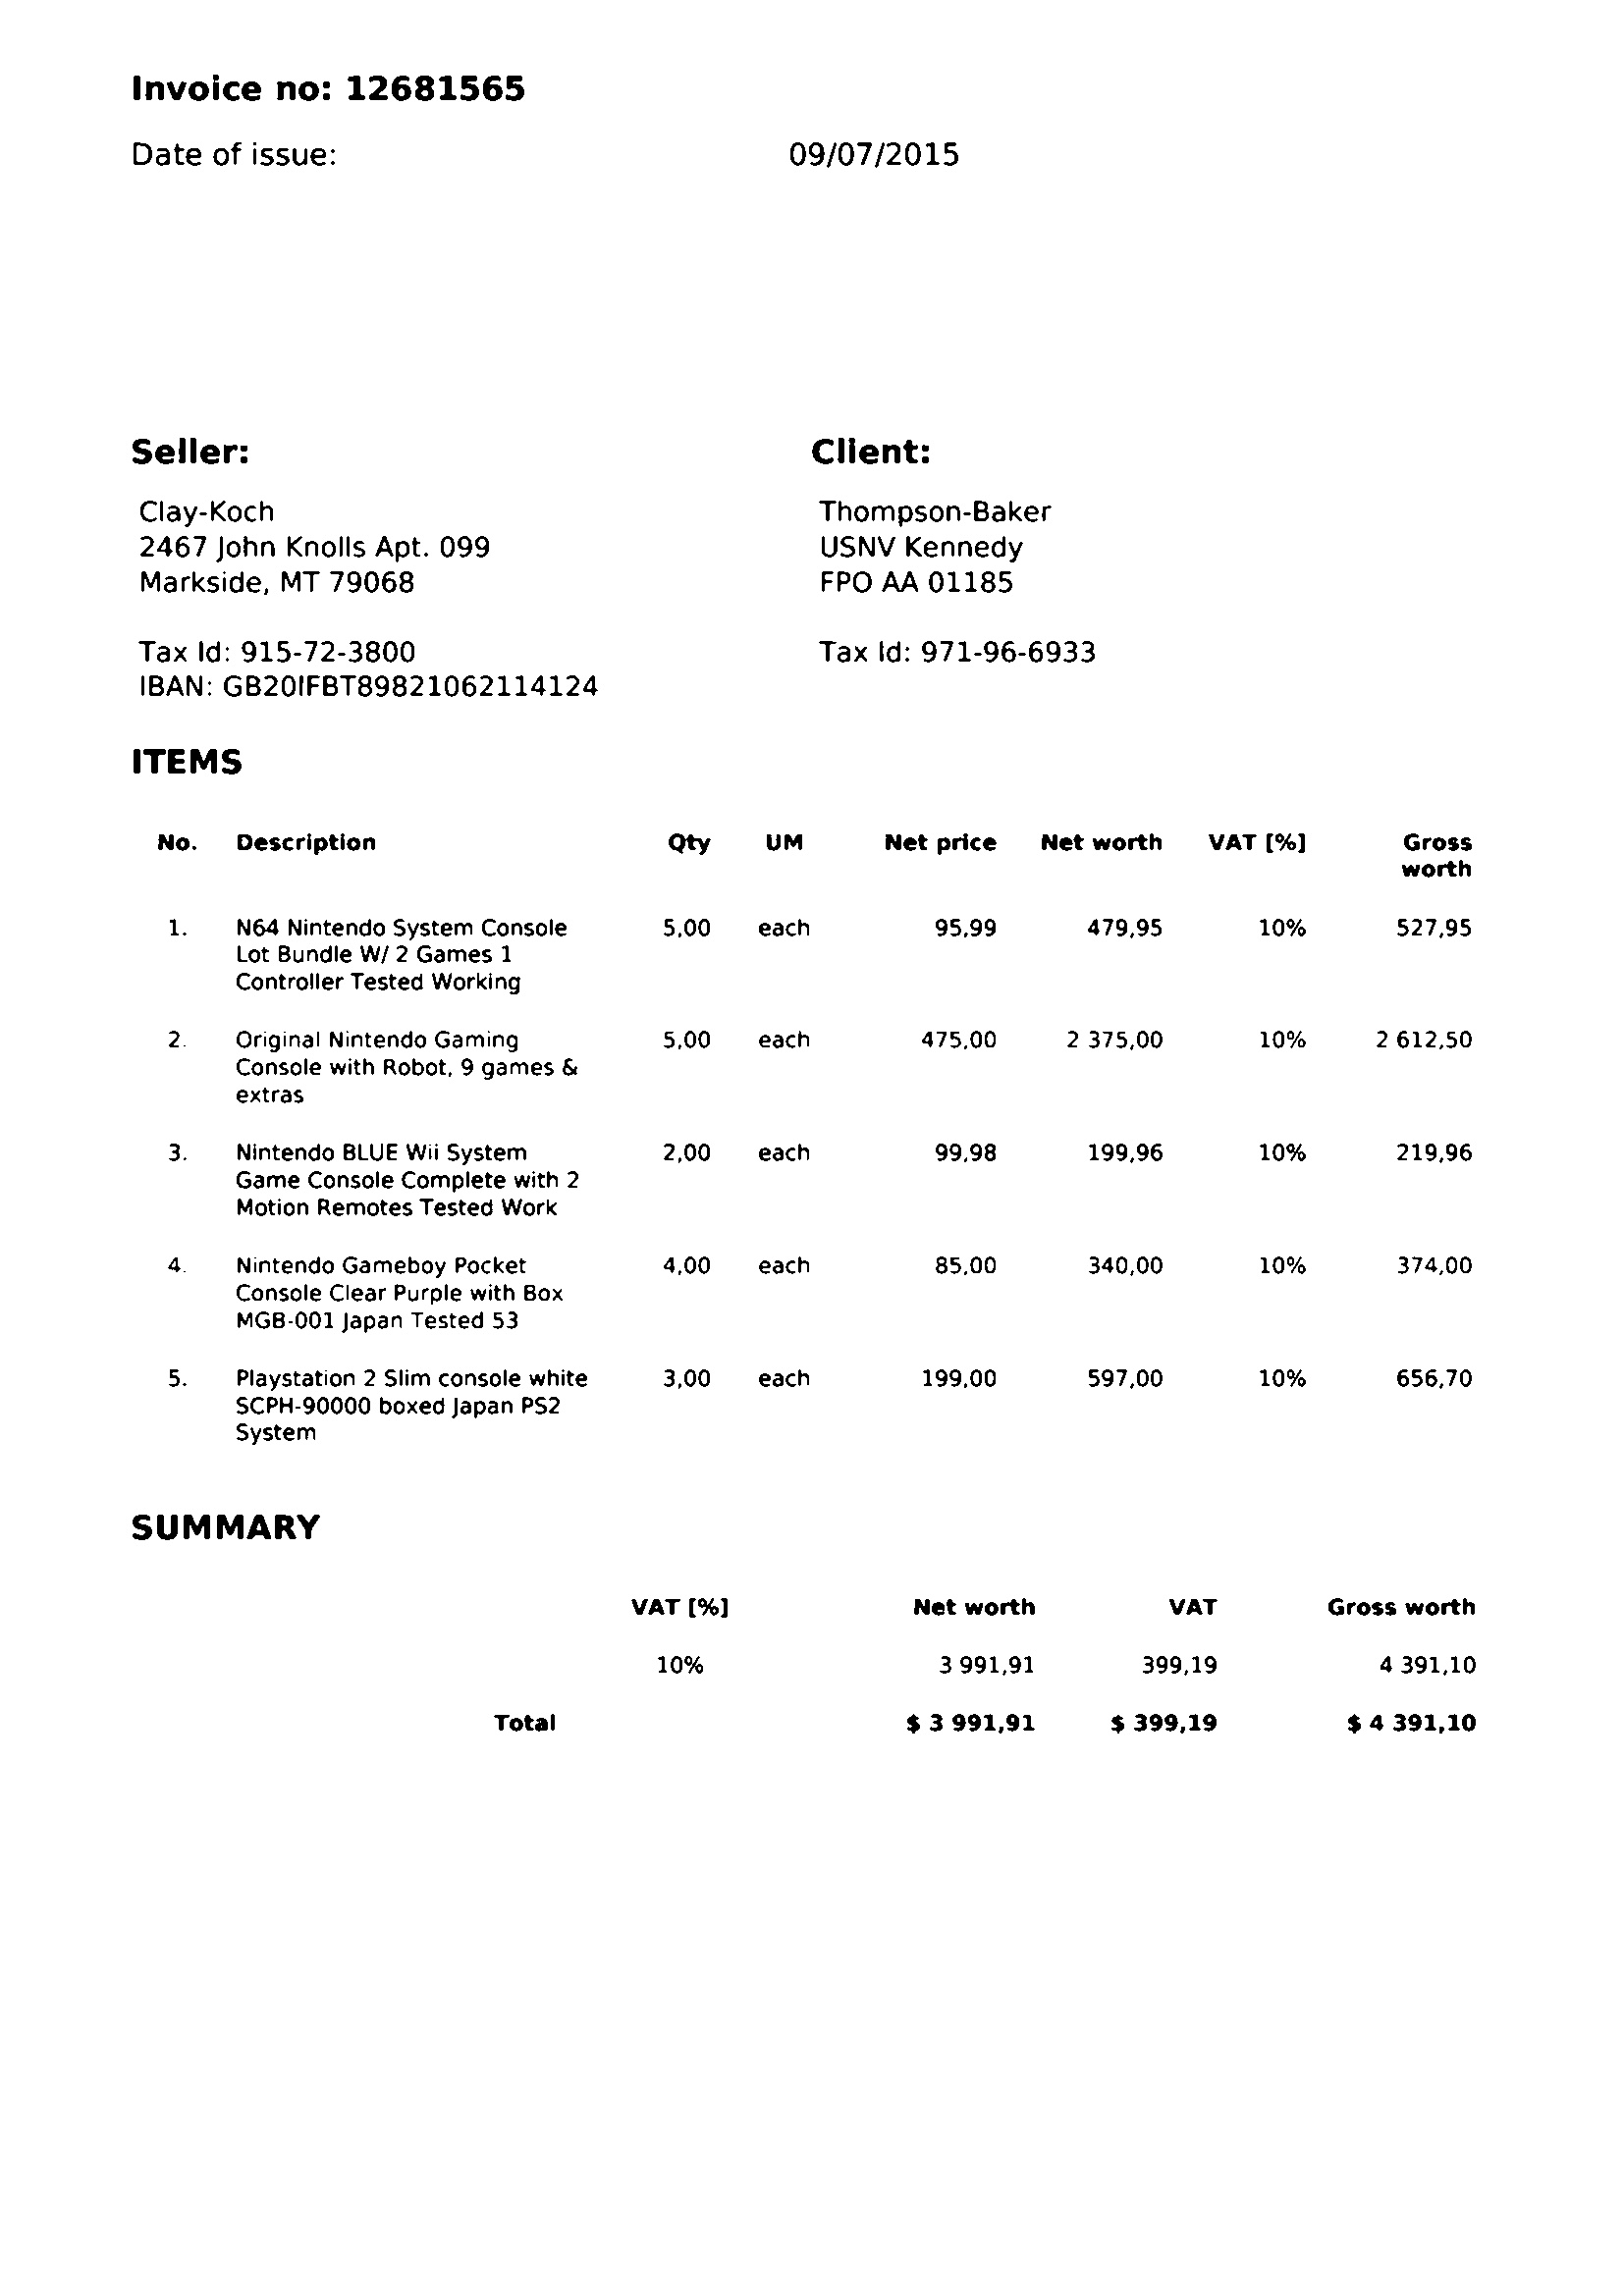 Invoice no: 12681565
Date of issue: 09/07/2015
Seller:
Clay-Koch
2467 John Knolls Apt. 099
Markside, MT 79068
Tax Id: 915-72-3800
IBAN: GB20IFBT89821062114124
Client:
Thompson-Baker
USNV Kennedy
FPO AA 01185
Tax Id: 971-96-6933
ITEMS
No. Description Qty UM Net price Net worth VAT [%] Gross
worth
1. N64 Nintendo System Console 5,00 each 95,99 479,95 10% 527,95
Lot Bundle W/ 2 Games 1
Controller Tested Working
2. Original Nintendo Gaming 5,00 each 475,00 2 375,00 10% 2 612,50
Console with Robot, 9 games &
extras
3. Nintendo BLUE Wii System 2,00 each 99,98 199,96 10% 219,96
Game Console Complete with 2
Motion Remotes Tested Work
4. Nintendo Gameboy Pocket 4,00 each 85,00 340,00 10% 374,00
Console Clear Purple with Box
MGB-001 Japan Tested 53
5. Playstation 2 Slim console white 3,00 each 199,00 597,00 10% 656,70
SCPH-90000 boxed Japan PS2
System
SUMMARY
VAT [%] Net worth VAT Gross worth
10% 3 991,91 399,19 4 391,10
Total $ 3 991,91 $ 399,19 $ 4 391,10